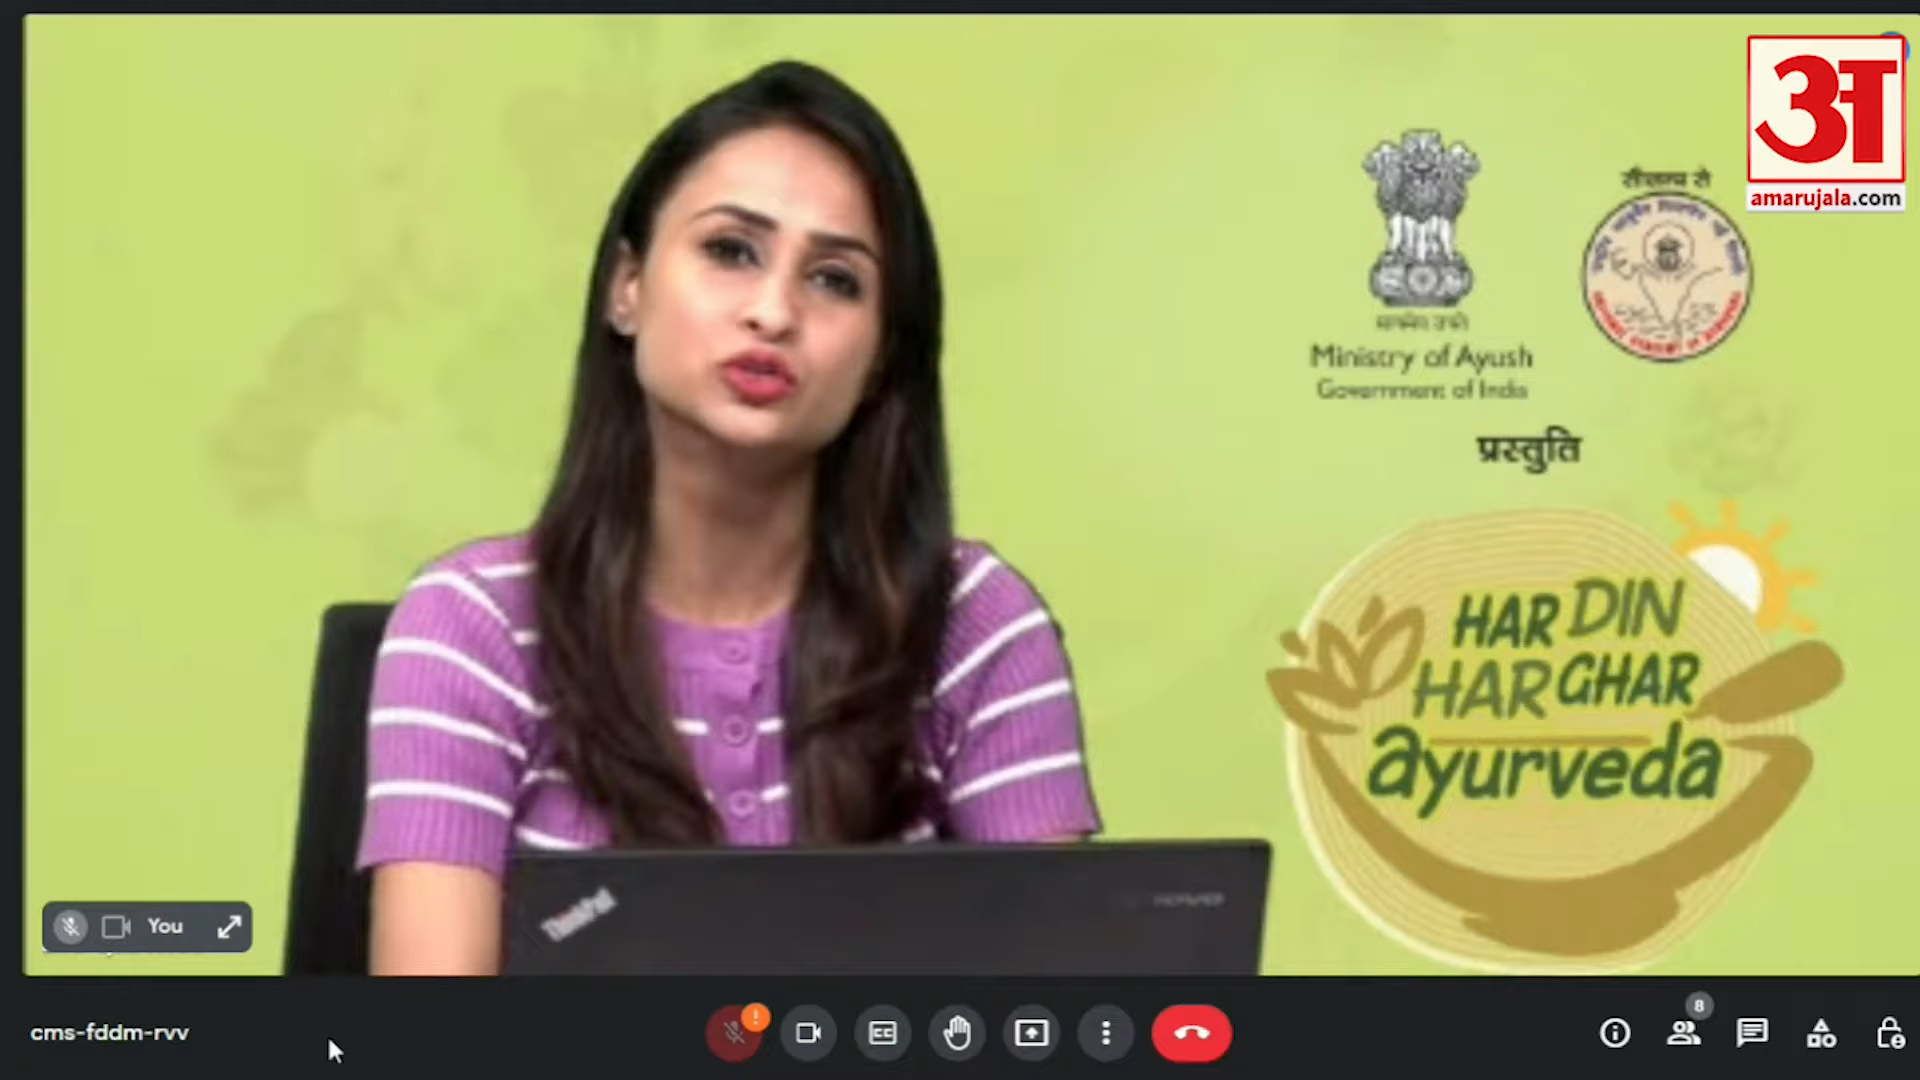 अ
amarujala.com
Ministry of Ayush
Government of India
प्रस्तुति
HAR DIN
HAR GHAR
ayurveda
ThinkPad
You
cms-fddm-rvv
8